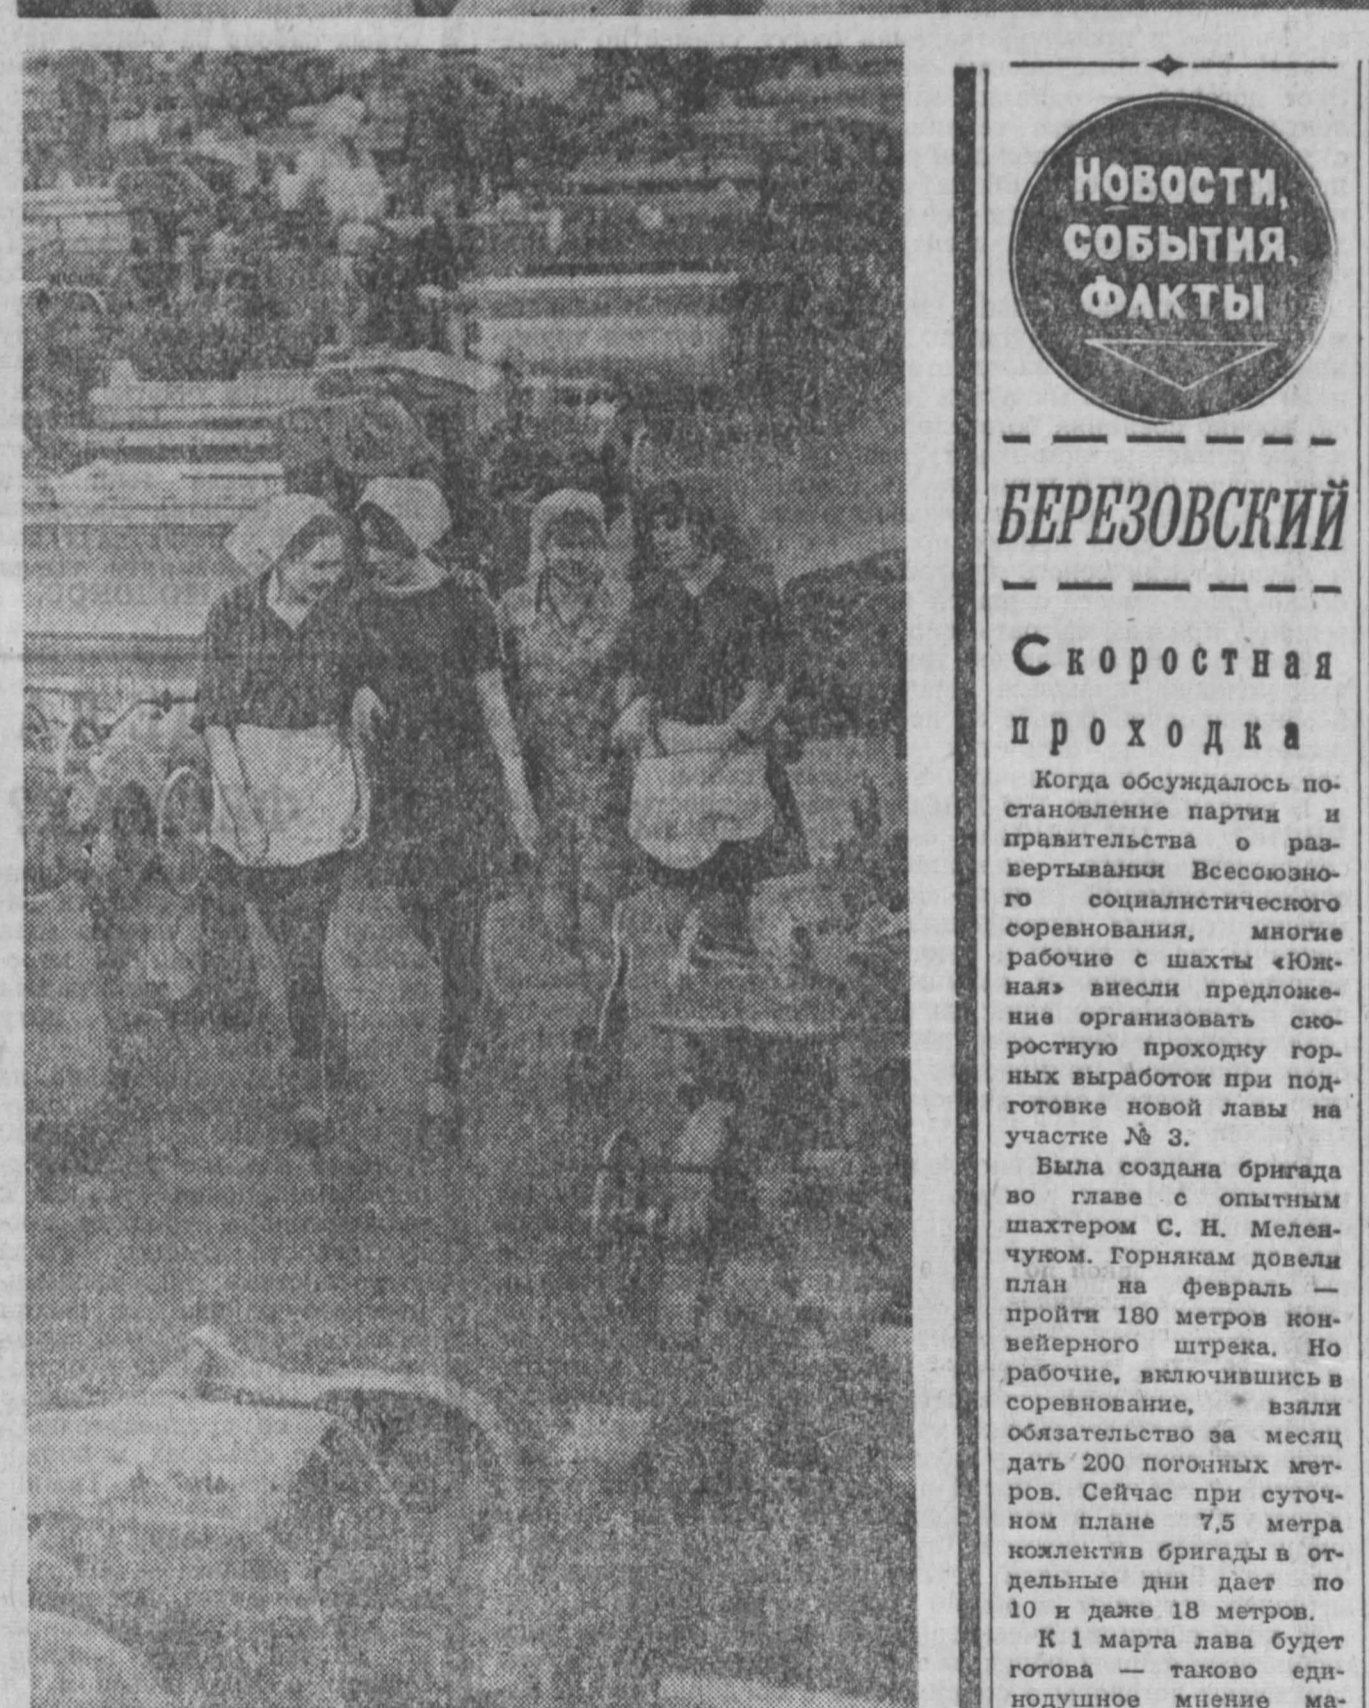 Новости,
события,
факты
БЕРЕЗОВСКИЙ
Скоростная
проходка
Когда обсуждалось по-
становление партии и
правительства о раз-
вертывании Всесоюзно-
го социалистического
соревнования, многие
рабочие с шахты «Юж-
ная» внесли предложе-
ние организовать ско-
ростную проходку гор-
ных выработок при под-
готовке новой лавы на
участке № 3.
Была создана бригада
во главе с опытным
шахтером С. Н. Мелен-
чуком. Горнякам довели
план на февраль —
пройти 180 метров кон-
вейерного штрека. Но
рабочие, включившись в
соревнование, взяли
обязательство за месяц
дать 200 погонных мет-
ров. Сейчас при суточ-
ном плане 7,5 метра
коллектив бригады в от-
дельные дни дает по
10 и даже 18 метров.
К 1 марта лава будет
готова — таково еди-
нодушное мнение ма-